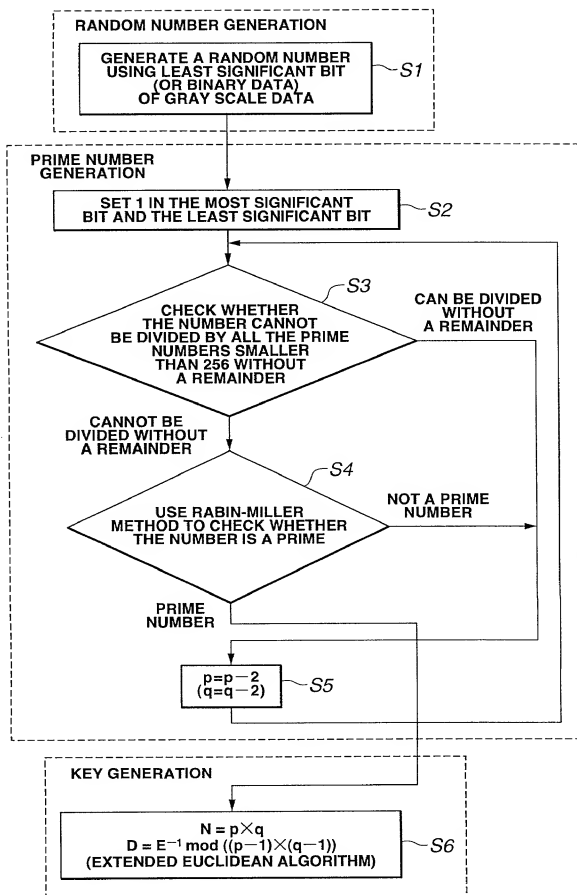 RANDOM NUMBER GENERATION
GENERATE A RANDOM NUMBER
USING LEAST SIGNIFICANT BIT
(OR BINARY DATA)
OF GRAY SCALE DATA
S1
PRIME NUMBER
GENERATION
SET 1 IN THE MOST SIGNIFICANT
BIT AND THE LEAST SIGNIFICANT BIT
S2
S3
CHECK WHETHER
THE NUMBER CANNOT
BE DIVIDED BY ALL THE PRIME
NUMBERS SMALLER
THAN 256 WITHOUT
A REMAINDER
CAN BE DIVIDED
WITHOUT
A REMAINDER
CANNOT BE
DIVIDED WITHOUT
A REMAINDER
S4
USE RABIN-MILLER
METHOD TO CHECK WHETHER
THE NUMBER IS A PRIME
NOT A PRIME
NUMBER
PRIME
NUMBER
p=p−2
(q=q−2)
S5
KEY GENERATION
N = p×q
D = E⁻¹ mod ((p−1)×(q−1))
(EXTENDED EUCLIDEAN ALGORITHM)
S6